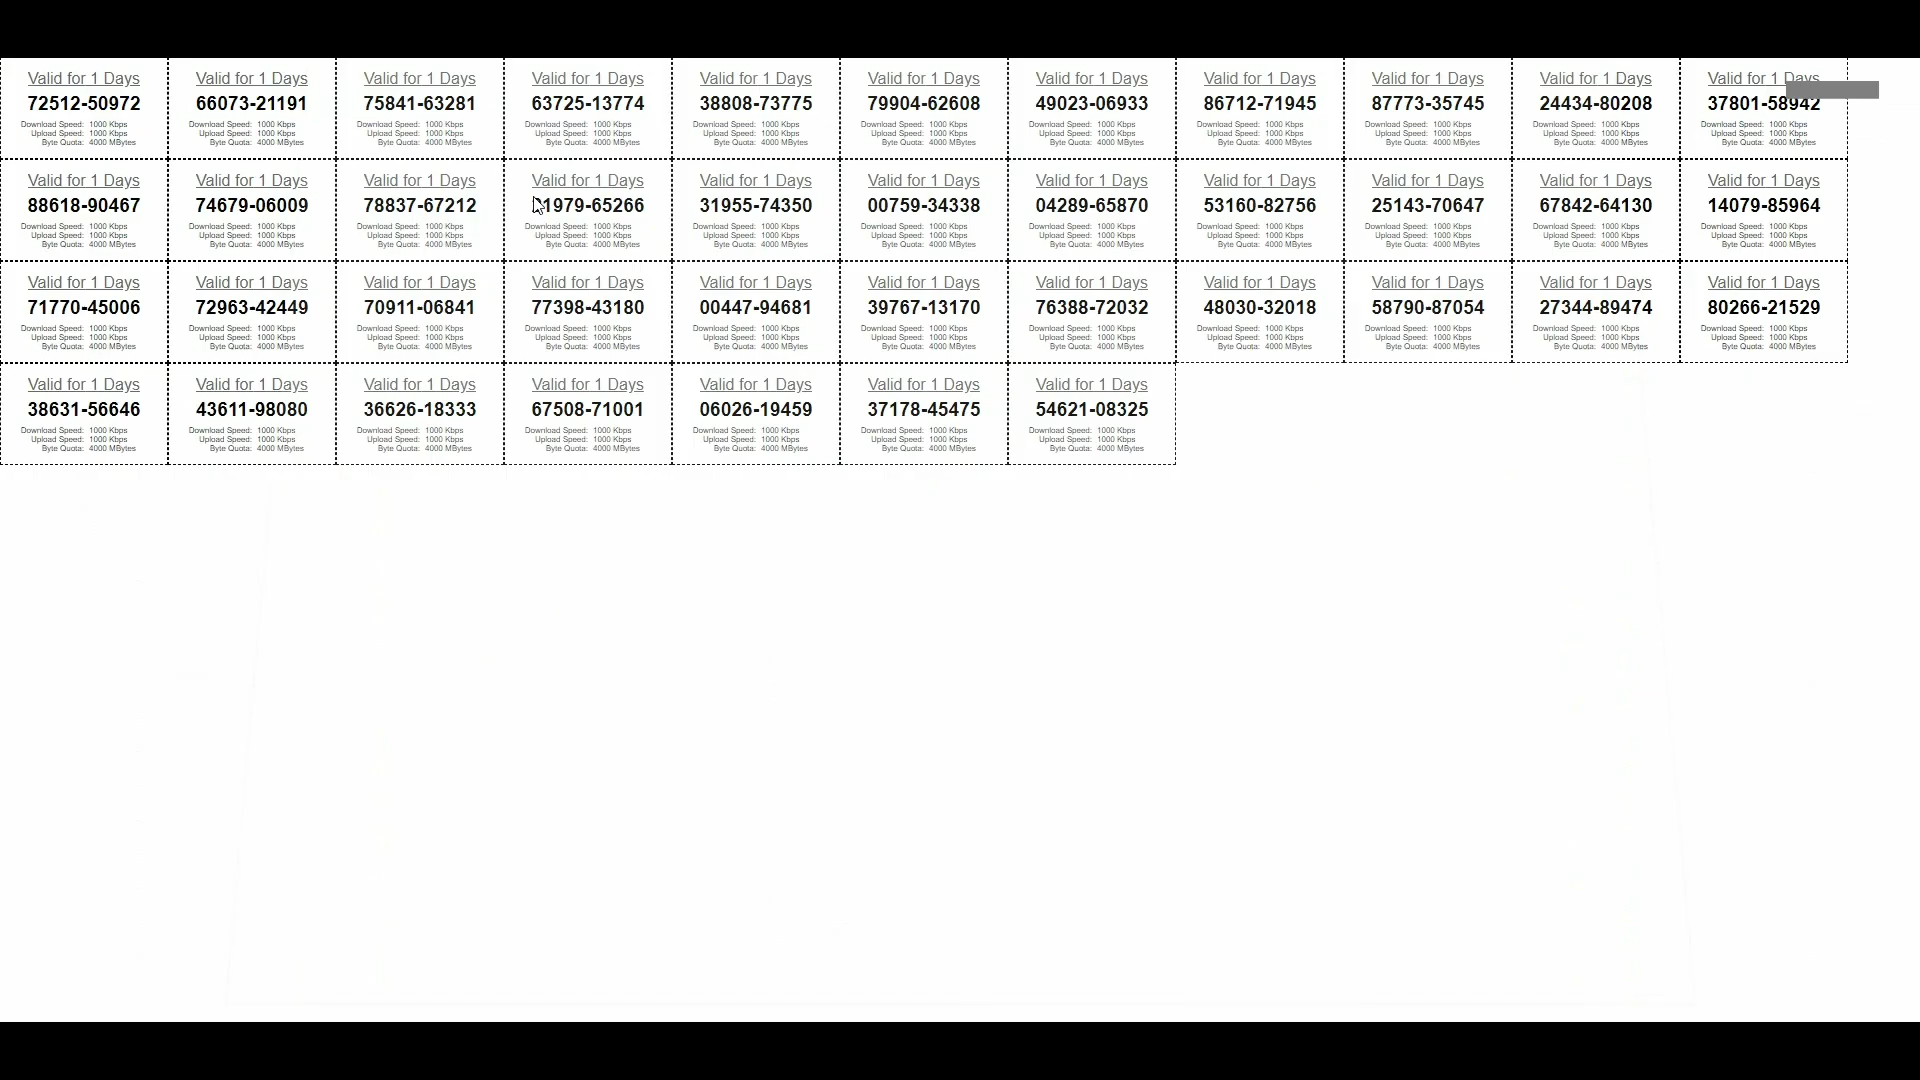 Valid for 1 Days Valid for 1 Days Valid for 1 Days Valid for 1 Days Valid for 1 Days Valid for 1 Days Valid for 1 Days Valid for 1 Days Valid for 1 Days Valid for 1 Days Valid for 1 Days
72512-50972 66073-21191 75841-63281 63725-13774 38808-73775 79904-62608 49023-06933 86712-71945 87773-35745 24434-80208 37801-58942
Download Speed: 1000 Kbps Download Speed: 1000 Kbps Download Speed: 1000 Kbps Download Speed: 1000 Kbps Download Speed: 1000 Kbps Download Speed: 1000 Kbps Download Speed: 1000 Kbps Download Speed: 1000 Kbps Download Speed: 1000 Kbps Download Speed: 1000 Kbps Download Speed: 1000 Kbps
Upload Speed: 1000 Kbps Upload Speed: 1000 Kbps Upload Speed: 1000 Kbps Upload Speed: 1000 Kbps Upload Speed: 1000 Kbps Upload Speed: 1000 Kbps Upload Speed: 1000 Kbps Upload Speed: 1000 Kbps Upload Speed: 1000 Kbps Upload Speed: 1000 Kbps Upload Speed: 1000 Kbps
Byte Quota: 4000 MBytes Byte Quota: 4000 MBytes Byte Quota: 4000 MBytes Byte Quota: 4000 MBytes Byte Quota: 4000 MBytes Byte Quota: 4000 MBytes Byte Quota: 4000 MBytes Byte Quota: 4000 MBytes Byte Quota: 4000 MBytes Byte Quota: 4000 MBytes Byte Quota: 4000 MBytes
Valid for 1 Days Valid for 1 Days Valid for 1 Days Valid for 1 Days Valid for 1 Days Valid for 1 Days Valid for 1 Days Valid for 1 Days Valid for 1 Days Valid for 1 Days Valid for 1 Days
88618-90467 74679-06009 78837-67212 31955-74350 00759-34338 04289-65870 53160-82756 25143-70647 67842-64130 14079-85964
Download Speed: 1000 Kbps Download Speed: 1000 Kbps Download Speed: 1000 Kbps Download Speed: 1000 Kbps Download Speed: 1000 Kbps Download Speed: 1000 Kbps Download Speed: 1000 Kbps Download Speed: 1000 Kbps Download Speed: 1000 Kbps Download Speed: 1000 Kbps Download Speed: 1000 Kbps
Upload Speed: 1000 Kbps Upload Speed: 1000 Kbps Upload Speed: 1000 Kbps Upload Speed: 1000 Kbps Upload Speed: 1000 Kbps Upload Speed: 1000 Kbps Upload Speed: 1000 Kbps Upload Speed: 1000 Kbps Upload Speed: 1000 Kbps Upload Speed: 1000 Kbps Upload Speed: 1000 Kbps
Byte Quota: 4000 MBytes Byte Quota: 4000 MBytes Byte Quota: 4000 MBytes Byte Quota: 4000 MBytes Byte Quota: 4000 MBytes Byte Quota: 4000 MBytes Byte Quota: 4000 MBytes Byte Quota: 4000 MBytes Byte Quota: 4000 MBytes Byte Quota: 4000 MBytes Byte Quota: 4000 MBytes
Valid for 1 Days Valid for 1 Days Valid for 1 Days Valid for 1 Days Valid for 1 Days Valid for 1 Days Valid for 1 Days Valid for 1 Days Valid for 1 Days Valid for 1 Days Valid for 1 Days
71770-45006 72963-42449 70911-06841 77398-43180 00447-94681 39767-13170 76388-72032 48030-32018 58790-87054 27344-89474 80266-21529
Download Speed: 1000 Kbps Download Speed: 1000 Kbps Download Speed: 1000 Kbps Download Speed: 1000 Kbps Download Speed: 1000 Kbps Download Speed: 1000 Kbps Download Speed: 1000 Kbps Download Speed: 1000 Kbps Download Speed: 1000 Kbps Download Speed: 1000 Kbps Download Speed: 1000 Kbps
Upload Speed: 1000 Kbps Upload Speed: 1000 Kbps Upload Speed: 1000 Kbps Upload Speed: 1000 Kbps Upload Speed: 1000 Kbps Upload Speed: 1000 Kbps Upload Speed: 1000 Kbps Upload Speed: 1000 Kbps Upload Speed: 1000 Kbps Upload Speed: 1000 Kbps Upload Speed: 1000 Kbps
Byte Quota: 4000 MBytes Byte Quota: 4000 MBytes Byte Quota: 4000 MBytes Byte Quota: 4000 MBytes Byte Quota: 4000 MBytes Byte Quota: 4000 MBytes Byte Quota: 4000 MBytes Byte Quota: 4000 MBytes Byte Quota: 4000 MBytes Byte Quota: 4000 MBytes Byte Quota: 4000 MBytes
Valid for 1 Days Valid for 1 Days Valid for 1 Days Valid for 1 Days Valid for 1 Days Valid for 1 Days Valid for 1 Days
38631-56646 43611-98080 36626-18333 67508-71001 06026-19459 37178-45475 54621-08325
Download Speed: 1000 Kbps Download Speed: 1000 Kbps Download Speed: 1000 Kbps Download Speed: 1000 Kbps Download Speed: 1000 Kbps Download Speed: 1000 Kbps Download Speed: 1000 Kbps
Upload Speed: 1000 Kbps Upload Speed: 1000 Kbps Upload Speed: 1000 Kbps Upload Speed: 1000 Kbps Upload Speed: 1000 Kbps Upload Speed: 1000 Kbps Upload Speed: 1000 Kbps
Byte Quota: 4000 MBytes Byte Quota: 4000 MBytes Byte Quota: 4000 MBytes Byte Quota: 4000 MBytes Byte Quota: 4000 MBytes Byte Quota: 4000 MBytes Byte Quota: 4000 MBytes